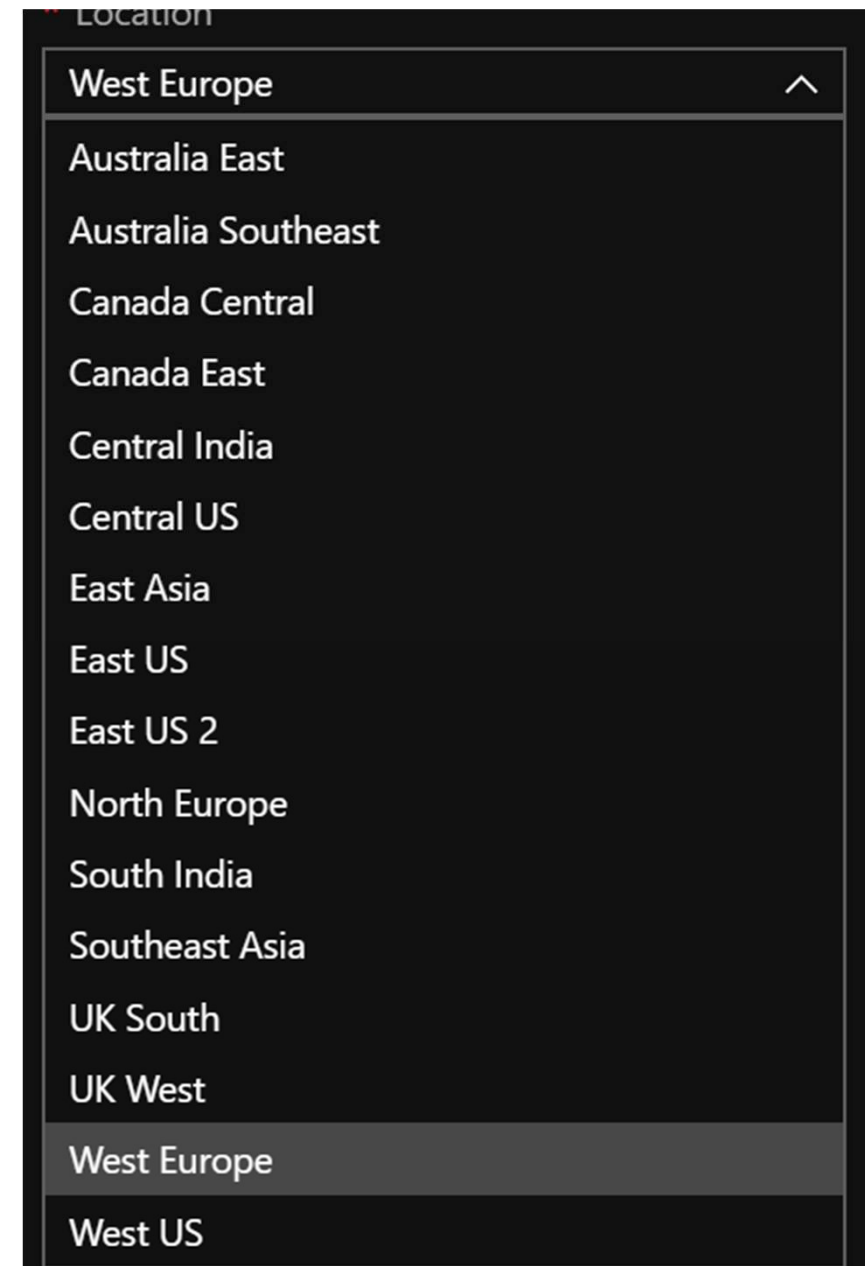 * Location
West Europe
Australia East
Australia Southeast
Canada Central
Canada East
Central India
Central US
East Asia
East US
East US 2
North Europe
South India
Southeast Asia
UK South
UK West
West Europe
West US